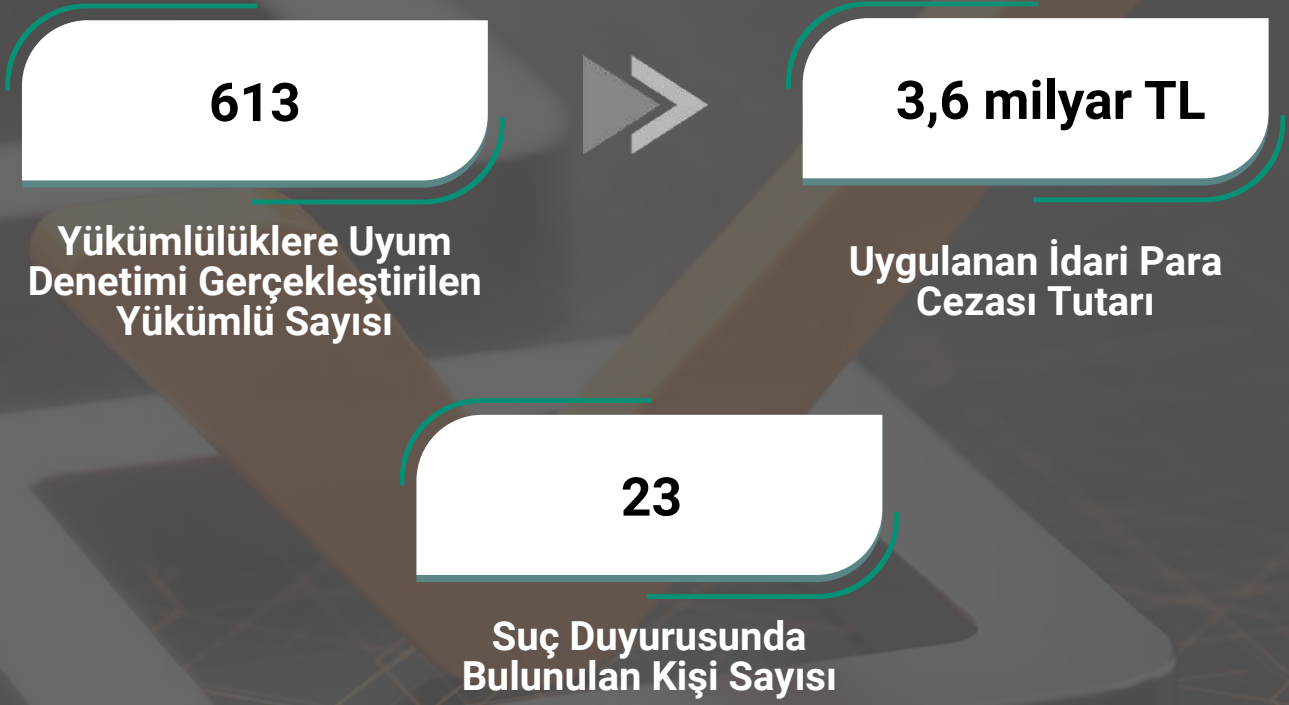 613
Yükümlülüklere Uyum
Denetimi Gerçekleştirilen
Yükümlü Sayısı
3,6 milyar TL
Uygulanan İdari Para
Cezası Tutarı
23
Suç Duyurusunda
Bulunulan Kişi Sayısı